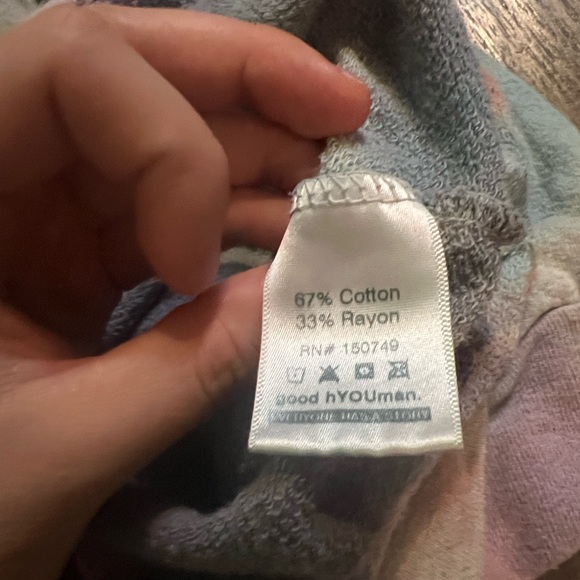 67% Cotton
33% Rayon
RN# 150749
good hYOUman.
EVERYONE HAS A STORY